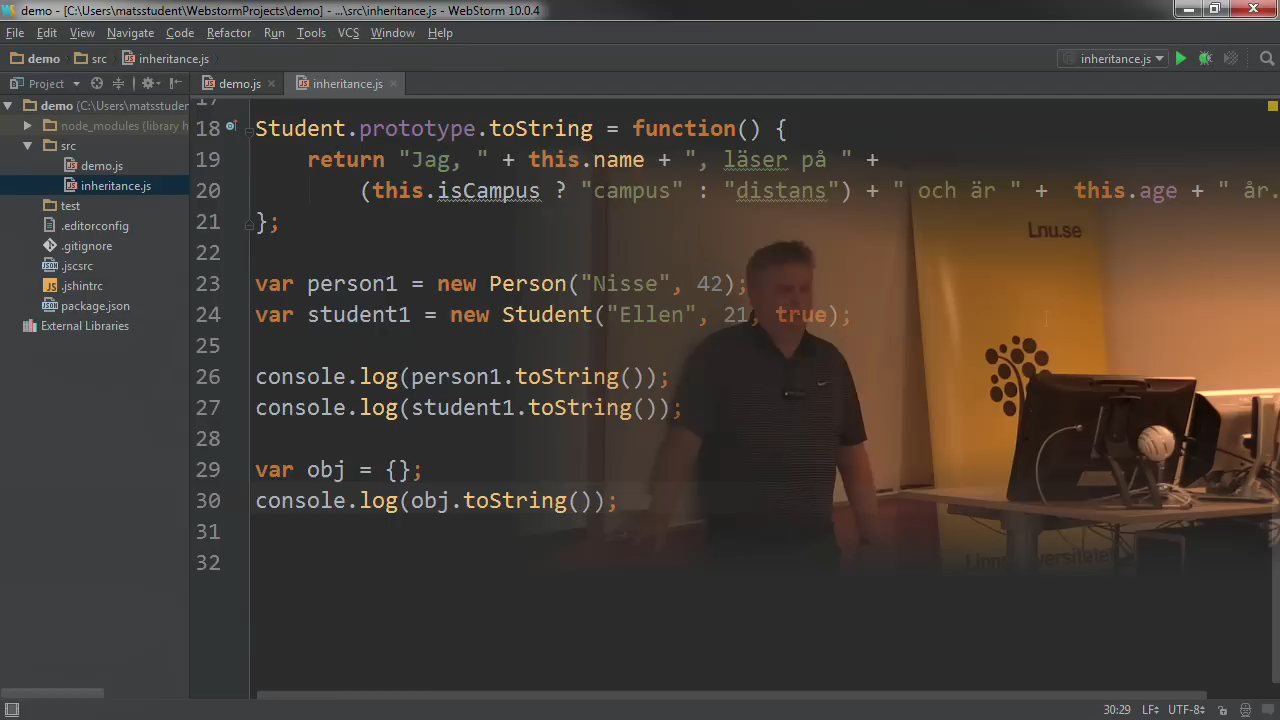 demo - [C:\Users\matsstudent\WebstormProjects\demo] - ...\src\inheritance.js - WebStorm 10.0.4
File Edit View Navigate Code Refactor Run Tools VCS Window Help
demo src inheritance.js inheritance.js
Project demo.js inheritance.js
demo (C:\Users\matsstuder
node_modules (library h
src
demo.js
inheritance.js
test
.editorconfig
.gitignore
.jscsrc
.jshintrc
package.json
External Libraries
17
18 Student.prototype.toString = function() {
19 return "Jag, " + this.name + ", läser på " +
20 (this.isCampus ? "campus" : "distans") + " och är " + this.age + " år.
21 };
22
23 var person1 = new Person("Nisse", 42);
24 var student1 = new Student("Ellen", 21, true);
25
26 console.log(person1.toString());
27 console.log(student1.toString());
28
29 var obj = {};
30 console.log(obj.toString());
31
32
Lnu.se
30:29 LF UTF-8